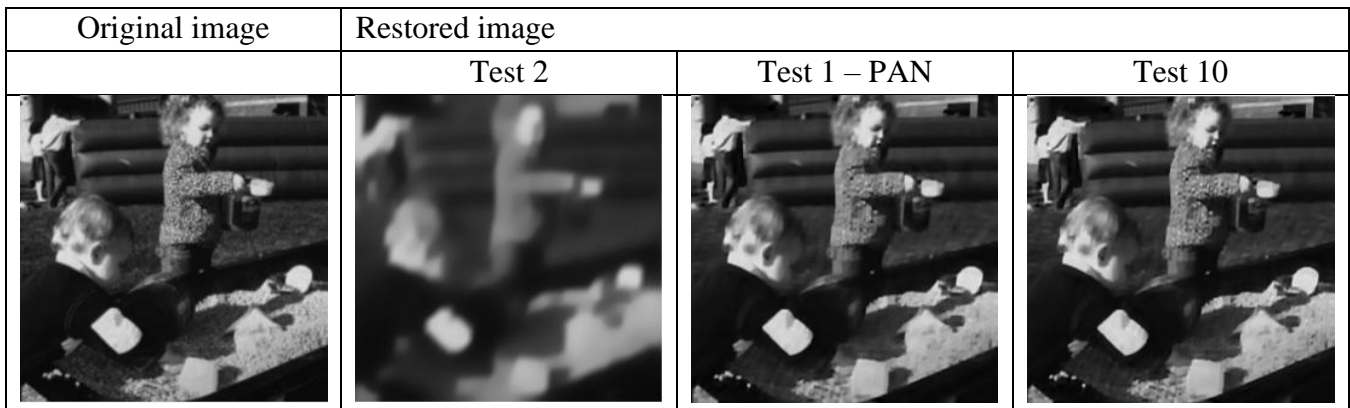 Original image
Restored image
Test 2
Test 1 – PAN
Test 10